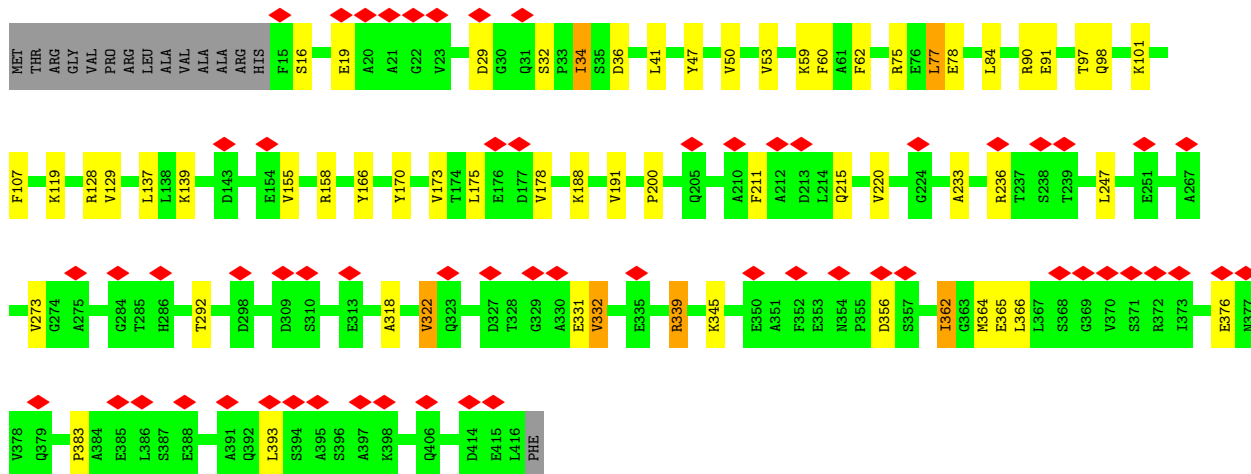 MET THR ARG GLY VAL PRO ARG LEU ALA VAL ALA ALA ARG HIS F15 S16 E19 A20 A21 G22 V23 D29 G30 Q31 S32 P33 I34 S35 D36 L41 Y47 V50 V53 K59 F60 A61 F62 R75 E76 L77 E78 L84 R90 E91 T97 Q98 K101
F107 K119 R128 V129 L137 L138 K139 D143 E154 V155 R158 Y166 Y170 V173 T174 L175 E176 D177 V178 K188 V191 P200 Q205 A210 F211 A212 D213 L214 Q215 V220 G224 A233 R236 T237 S238 T239 L247 E251 A267
V273 G274 A275 G284 T285 H286 T292 D298 D309 S310 E313 A318 V322 Q323 D327 T328 G329 A330 E331 V332 E335 R339 K345 E350 A351 F352 E353 N354 P355 D356 S357 I362 G363 M364 E365 L366 L367 S368 G369 V370 S371 R372 I373 E376 N377
V378 Q379 P383 A384 E385 L386 S387 E388 A391 Q392 L393 S394 A395 S396 A397 K398 Q406 D414 E415 L416 PHE